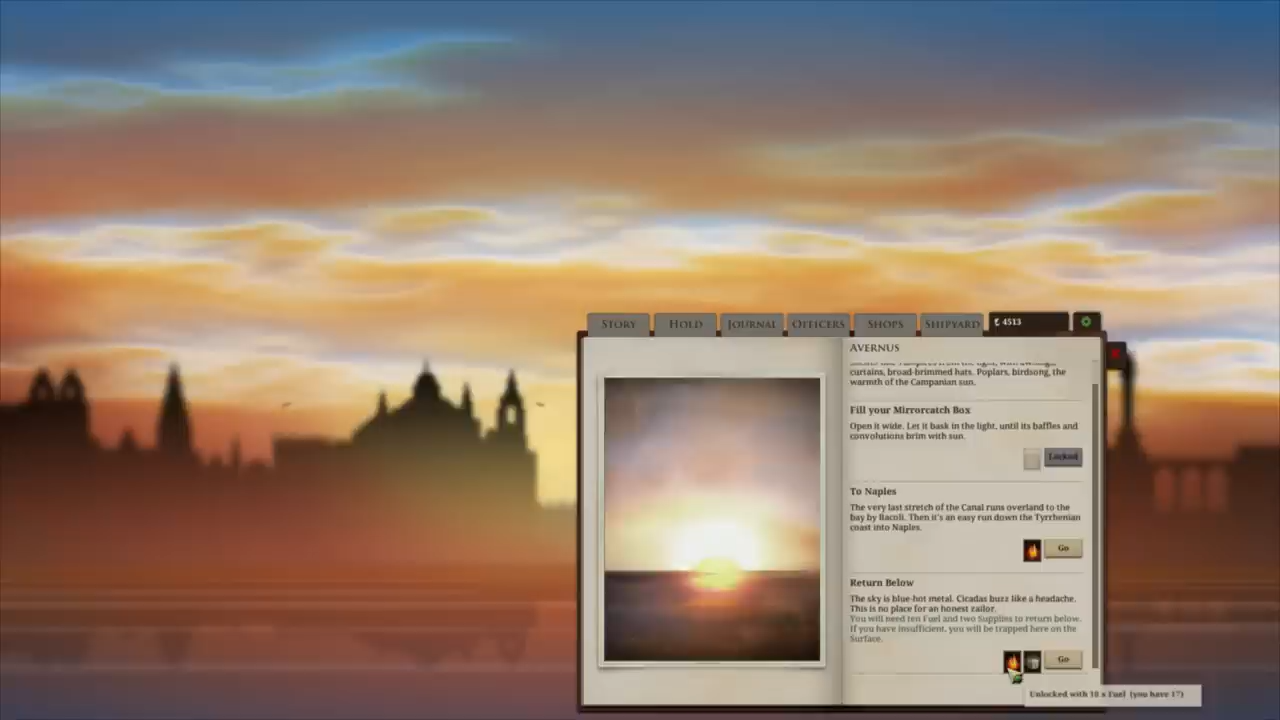 STORY
HOLD
JOURNAL
OFFICERS
SHOPS
SHIPYARD
4513
AVERNUS
curtains, broad-brimmed hats. Poplars, birdsong, the
warmth of the Campanian sun.
Fill your Mirrorcatch Box
Open it wide. Let it bask in the light, until its baffles and
convolutions brim with sun.
Locked
To Naples
The very last stretch of the Canal runs overland to the
bay by Bacoli. Then it's an easy run down the Tyrrhenian
coast into Naples.
Go
Return Below
The sky is blue-hot metal. Cicadas buzz like a headache.
This is no place for an honest zailor.
You will need ten Fuel and two Supplies to return below.
If you have insufficient, you will be trapped here on the
Surface.
Go
Unlocked with 10 x Fuel (you have 17)